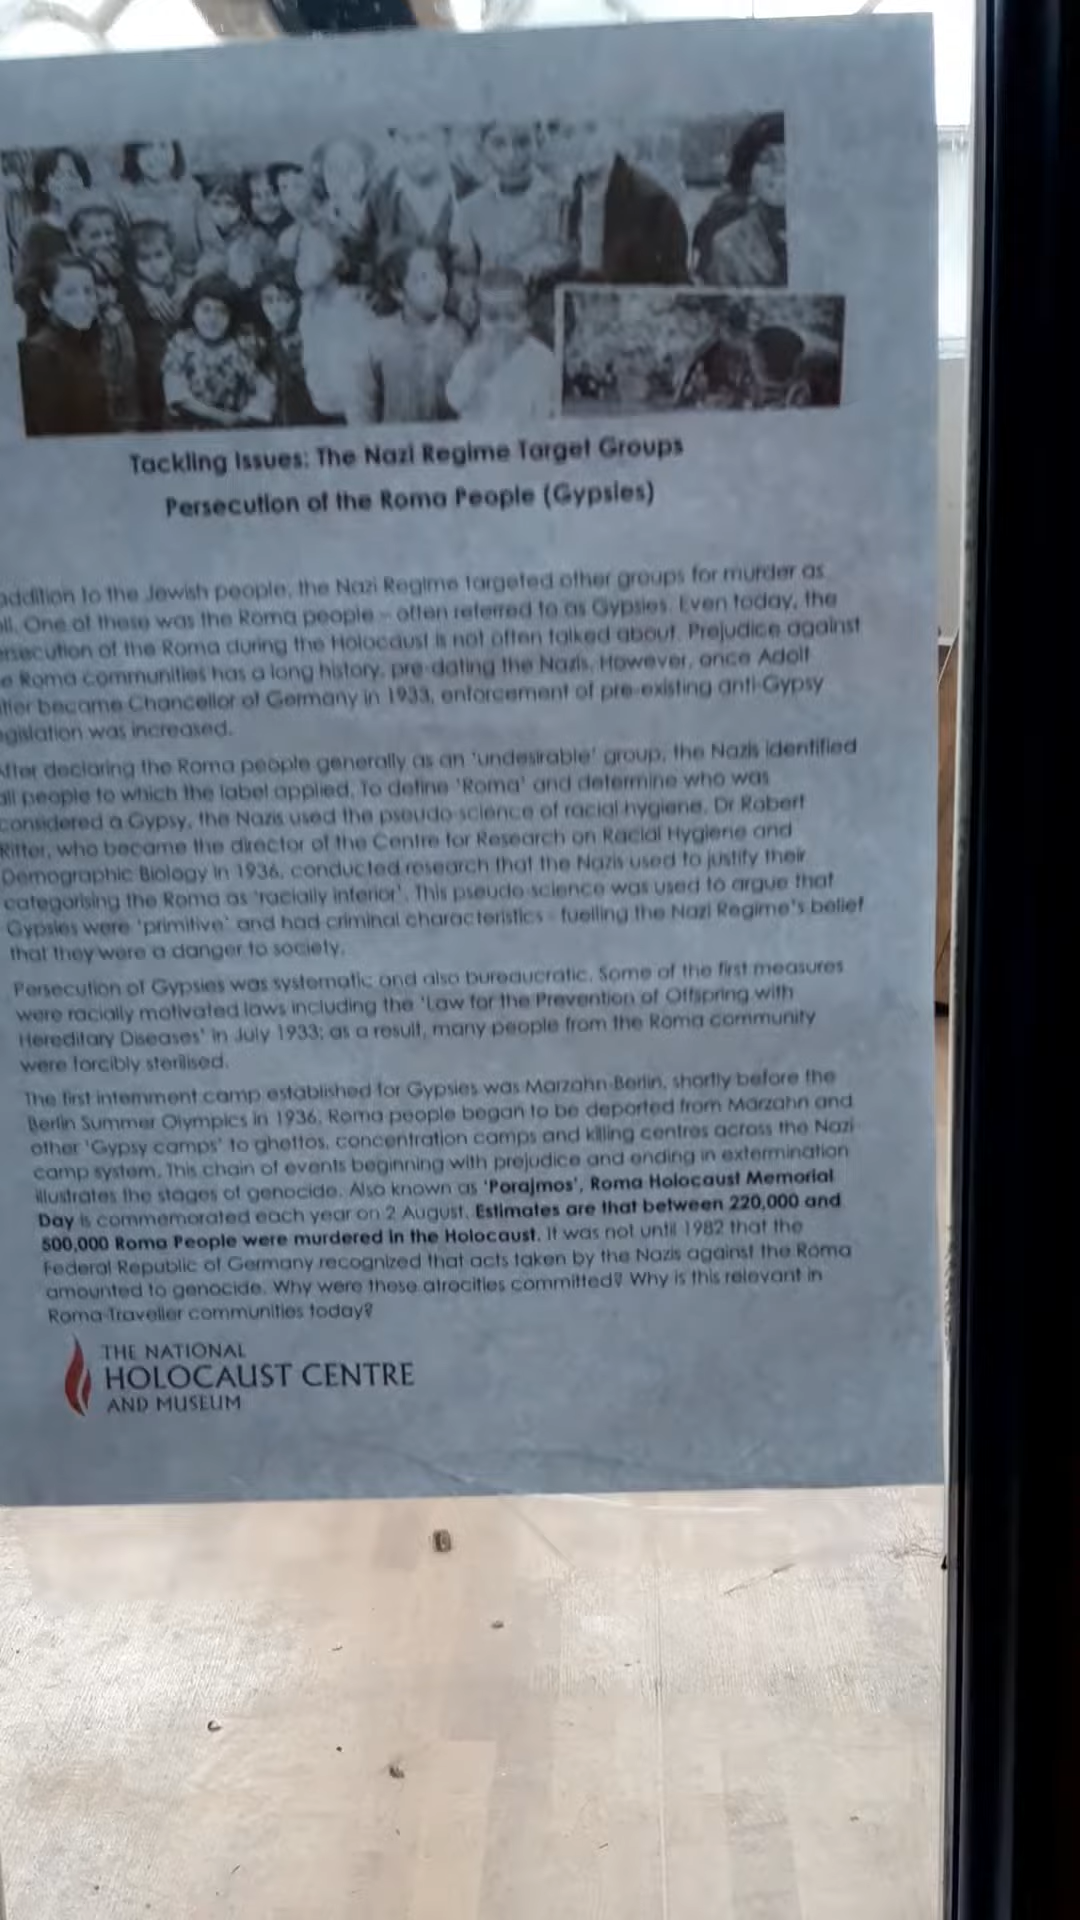 Tackling Issues: The Nazi Regime Target Groups
Persecution of the Roma People (Gypsies)
addition to the Jewish people, the Nazi Regime targeted other groups for murder as
One of these was the Roma people – often referred to as Gypsies. Even today, the
of the Roma during the Holocaust is not often talked about. Prejudice against
Roma communities has a long history, pre-dating the Nazis. However, once Adolf
became Chancellor of Germany in 1933, enforcement of pre-existing anti-Gypsy
was increased.
After declaring the Roma people generally as an 'undesirable' group, the Nazis identified
all people to which the label applied. To define 'Roma' and determine who was
considered a Gypsy, the Nazis used the pseudo-science of racial hygiene. Dr Robert
Ritter, who became the director of the Centre for Research on Racial Hygiene and
Demographic Biology in 1936, conducted research that the Nazis used to justify their
categorising the Roma as 'racially inferior'. This pseudo-science was used to argue that
Gypsies were 'primitive' and had criminal characteristics - fuelling the Nazi Regime's belief
that they were a danger to society.
Persecution of Gypsies was systematic and also bureaucratic. Some of the first measures
were racially motivated laws including the 'Law for the Prevention of Offspring with
Hereditary Diseases' in July 1933; as a result, many people from the Roma community
were forcibly sterilised.
The first internment camp established for Gypsies was Marzahn-Berlin, shortly before the
Berlin Summer Olympics in 1936. Roma people began to be deported from Marzahn and
other 'Gypsy camps' to ghettos, concentration camps and killing centres across the Nazi
camp system. This chain of events beginning with prejudice and ending in extermination
illustrates the stages of genocide. Also known as 'Porajmos', Roma Holocaust Memorial
Day is commemorated each year on 2 August. Estimates are that between 220,000 and
500,000 Roma People were murdered in the Holocaust. It was not until 1982 that the
Federal Republic of Germany recognized that acts taken by the Nazis against the Roma
amounted to genocide. Why were these atrocities committed? Why is this relevant in
Roma-Traveller communities today?
THE NATIONAL
HOLOCAUST CENTRE
AND MUSEUM